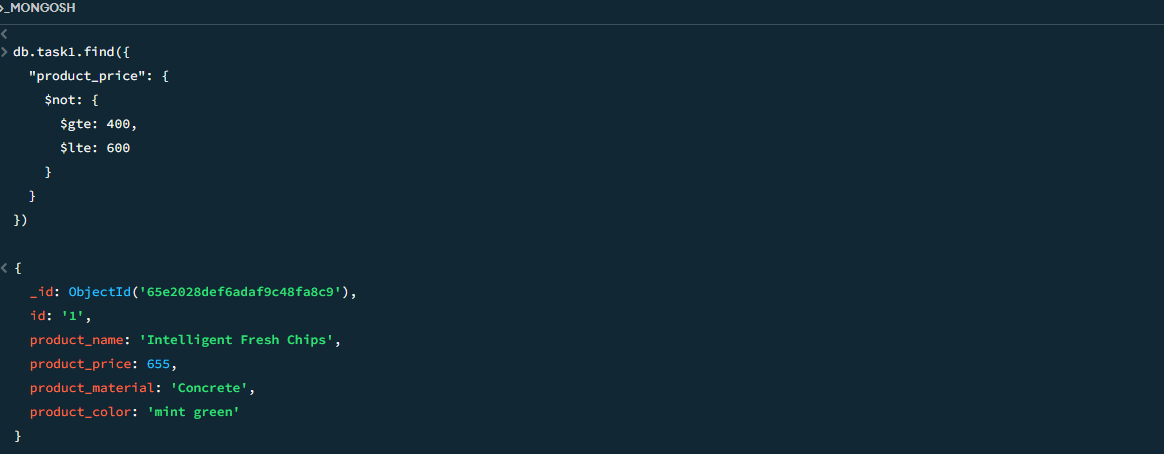 >_MONGOSH
<
> db.task1.find({
"product_price": {
$not: {
$gte: 400,
$lte: 600
}
}
})
< {
_id: ObjectId('65e2028def6adaf9c48fa8c9'),
id: '1',
product_name: 'Intelligent Fresh Chips',
product_price: 655,
product_material: 'Concrete',
product_color: 'mint green'
}